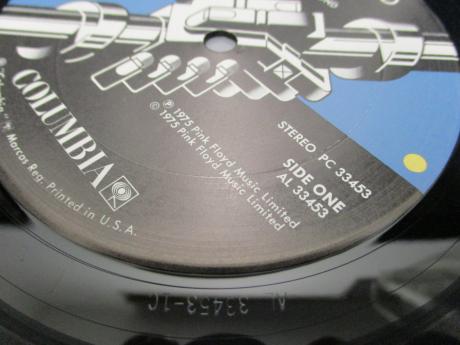 STEREO PC 33453
SIDE ONE
AL 33453
℗ 1975 Pink Floyd Music Limited
© 1975 Pink Floyd Music Limited
COLUMBIA
Marcas Reg. Printed in U.S.A.
AL 33453-1C